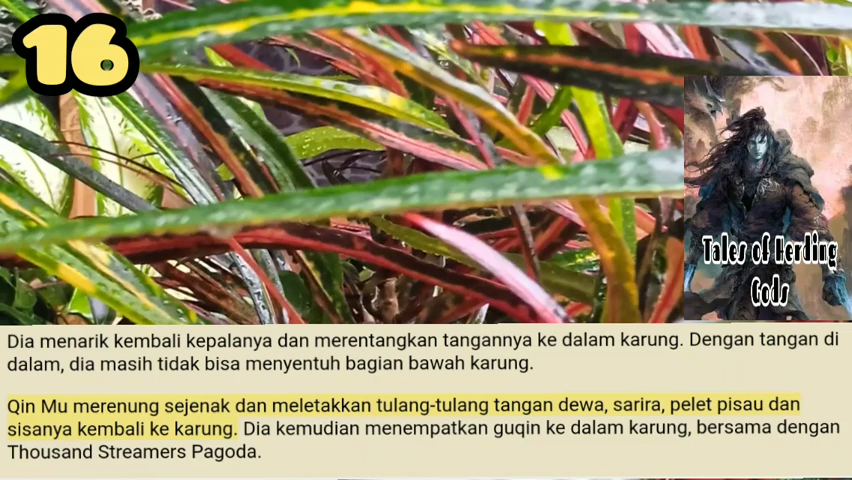 16
Tales of Herding
Gods
Dia menarik kembali kepalanya dan merentangkan tangannya ke dalam karung. Dengan tangan di
dalam, dia masih tidak bisa menyentuh bagian bawah karung.
Qin Mu merenung sejenak dan meletakkan tulang-tulang tangan dewa, sarira, pelet pisau dan
sisanya kembali ke karung. Dia kemudian menempatkan guqin ke dalam karung, bersama dengan
Thousand Streamers Pagoda.